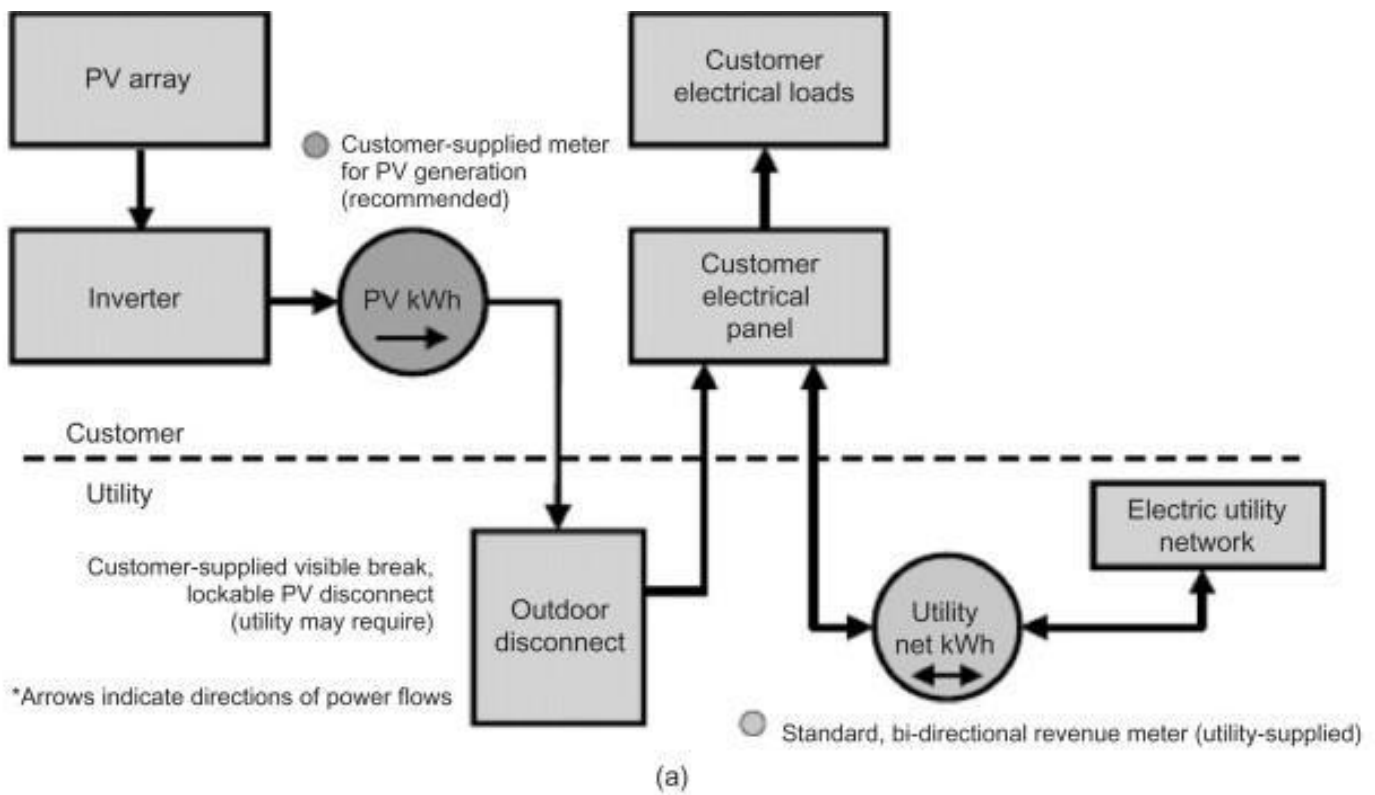 PV array
Customer
electrical loads
Customer-supplied meter
for PV generation
(recommended)
Inverter
PV kWh
Customer
electrical
panel
Customer
Utility
Electric utility
network
Customer-supplied visible break,
lockable PV disconnect
(utility may require)
Outdoor
disconnect
Utility
net kWh
*Arrows indicate directions of power flows
Standard, bi-directional revenue meter (utility-supplied)
(a)